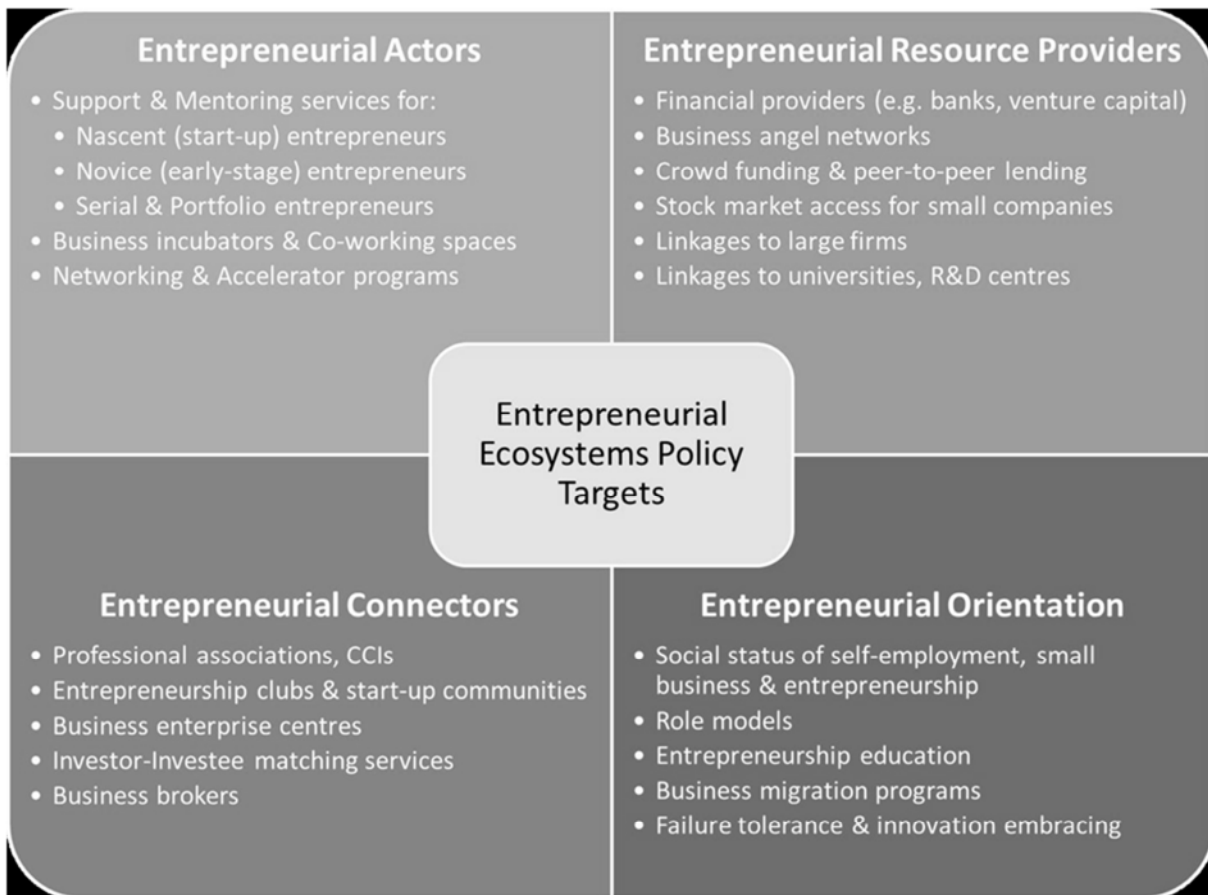 Entrepreneurial Actors
• Support & Mentoring services for:
• Nascent (start-up) entrepreneurs
• Novice (early-stage) entrepreneurs
• Serial & Portfolio entrepreneurs
• Business incubators & Co-working spaces
• Networking & Accelerator programs
Entrepreneurial Resource Providers
• Financial providers (e.g. banks, venture capital)
• Business angel networks
• Crowd funding & peer-to-peer lending
• Stock market access for small companies
• Linkages to large firms
• Linkages to universities, R&D centres
Entrepreneurial
Ecosystems Policy
Targets
Entrepreneurial Connectors
• Professional associations, CCIs
• Entrepreneurship clubs & start-up communities
• Business enterprise centres
• Investor-Investee matching services
• Business brokers
Entrepreneurial Orientation
• Social status of self-employment, small
business & entrepreneurship
• Role models
• Entrepreneurship education
• Business migration programs
• Failure tolerance & innovation embracing